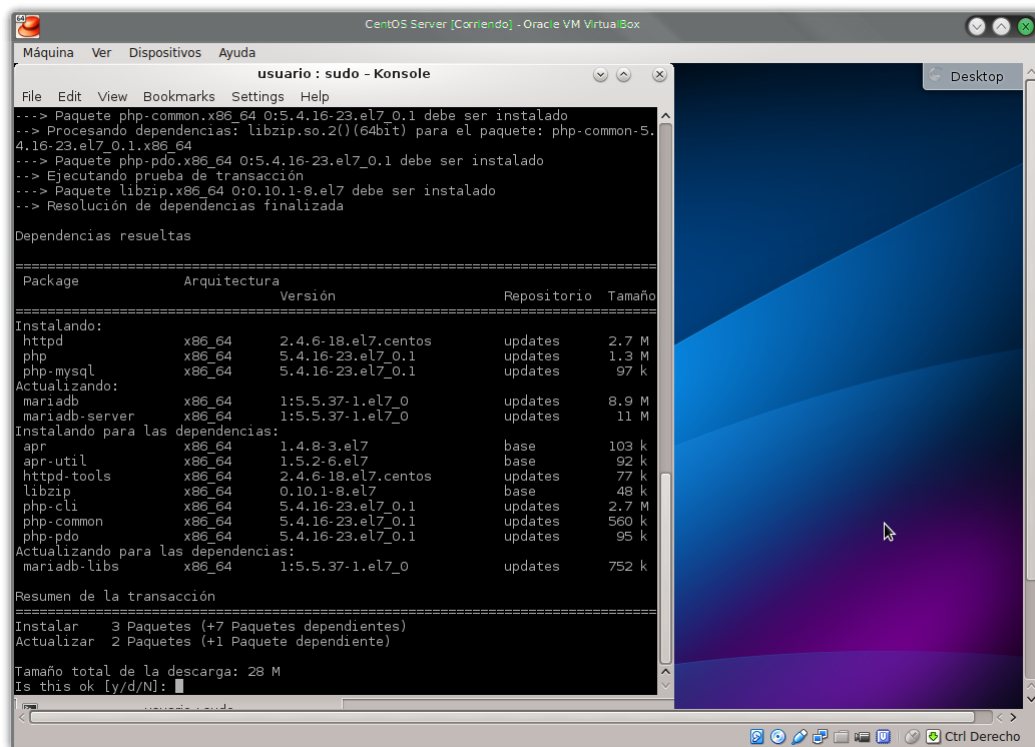 64
CentOS Server [Corriendo] - Oracle VM VirtualBox
Máquina Ver Dispositivos Ayuda
usuario : sudo – Konsole
Desktop
File Edit View Bookmarks Settings Help
---> Paquete php-common.x86_64 0:5.4.16-23.el7_0.1 debe ser instalado
--> Procesando dependencias: libzip.so.2()(64bit) para el paquete: php-common-5.
4.16-23.el7_0.1.x86_64
---> Paquete php-pdo.x86_64 0:5.4.16-23.el7_0.1 debe ser instalado
--> Ejecutando prueba de transacción
---> Paquete libzip.x86_64 0:0.10.1-8.el7 debe ser instalado
--> Resolución de dependencias finalizada
Dependencias resueltas
================================================================================
Package Arquitectura
Versión Repositorio Tamaño
================================================================================
Instalando:
httpd x86_64 2.4.6-18.el7.centos updates 2.7 M
php x86_64 5.4.16-23.el7_0.1 updates 1.3 M
php-mysql x86_64 5.4.16-23.el7_0.1 updates 97 k
Actualizando:
mariadb x86_64 1:5.5.37-1.el7_0 updates 8.9 M
mariadb-server x86_64 1:5.5.37-1.el7_0 updates 11 M
Instalando para las dependencias:
apr x86_64 1.4.8-3.el7 base 103 k
apr-util x86_64 1.5.2-6.el7 base 92 k
httpd-tools x86_64 2.4.6-18.el7.centos updates 77 k
libzip x86_64 0.10.1-8.el7 base 48 k
php-cli x86_64 5.4.16-23.el7_0.1 updates 2.7 M
php-common x86_64 5.4.16-23.el7_0.1 updates 560 k
php-pdo x86_64 5.4.16-23.el7_0.1 updates 95 k
Actualizando para las dependencias:
mariadb-libs x86_64 1:5.5.37-1.el7_0 updates 752 k
Resumen de la transacción
================================================================================
Instalar 3 Paquetes (+7 Paquetes dependientes)
Actualizar 2 Paquetes (+1 Paquete dependiente)
Tamaño total de la descarga: 28 M
Is this ok [y/d/N]:
usuario : sudo
Ctrl Derecho